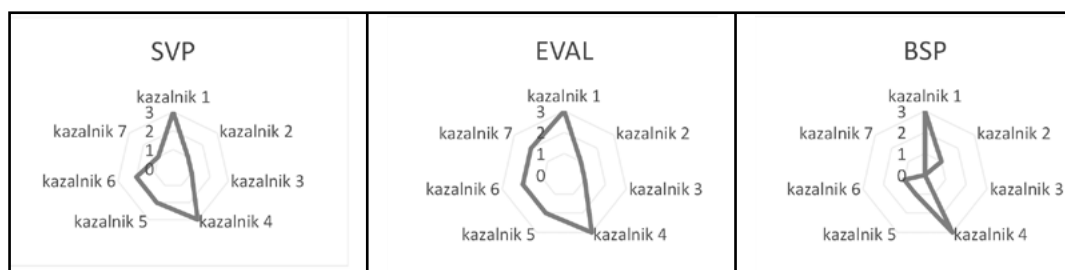 SVP
kazalnik 1
3
2
1
0
kazalnik 2
kazalnik 3
kazalnik 4
kazalnik 5
kazalnik 6
kazalnik 7
EVAL
kazalnik 1
3
2
1
0
kazalnik 2
kazalnik 3
kazalnik 4
kazalnik 5
kazalnik 6
kazalnik 7
BSP
kazalnik 1
3
2
1
0
kazalnik 2
kazalnik 3
kazalnik 4
kazalnik 5
kazalnik 6
kazalnik 7